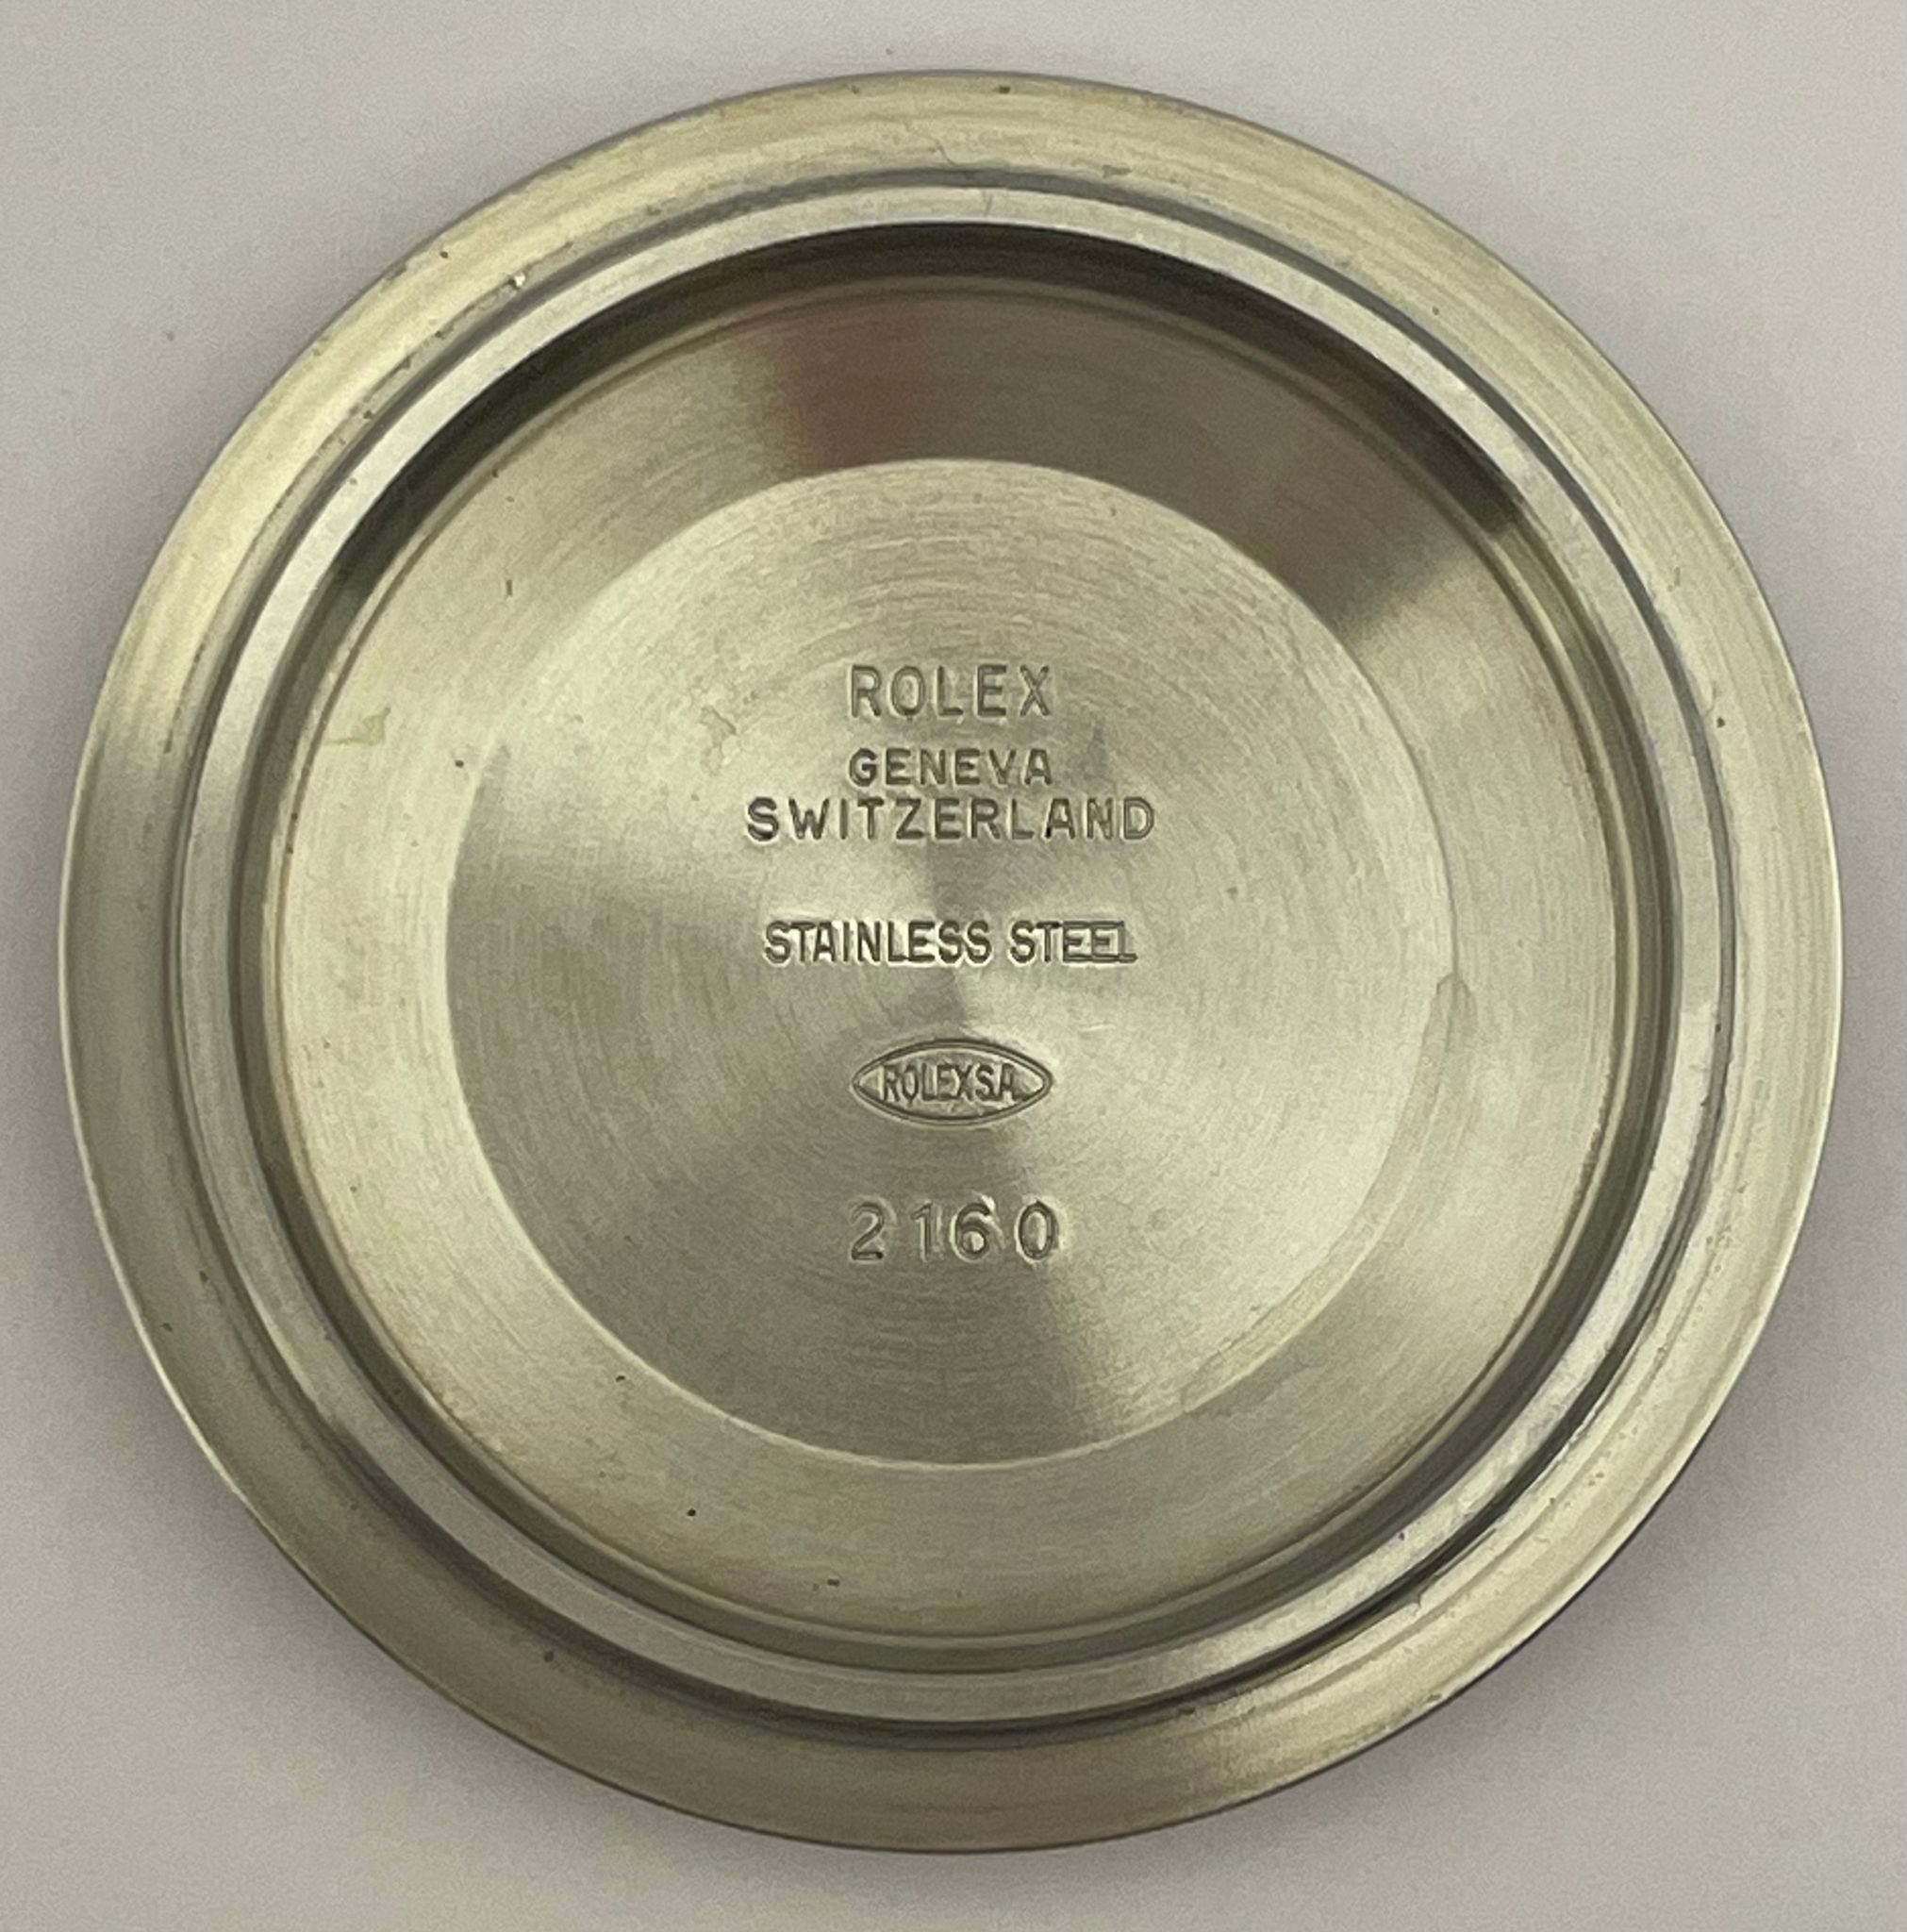 ROLEX
GENEVA
SWITZERLAND
STAINLESS STEEL
ROLEX S.A.
2160